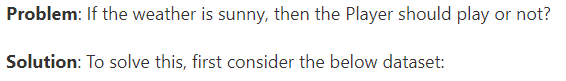 Problem: If the weather is sunny, then the Player should play or not?
Solution: To solve this, first consider the below dataset: